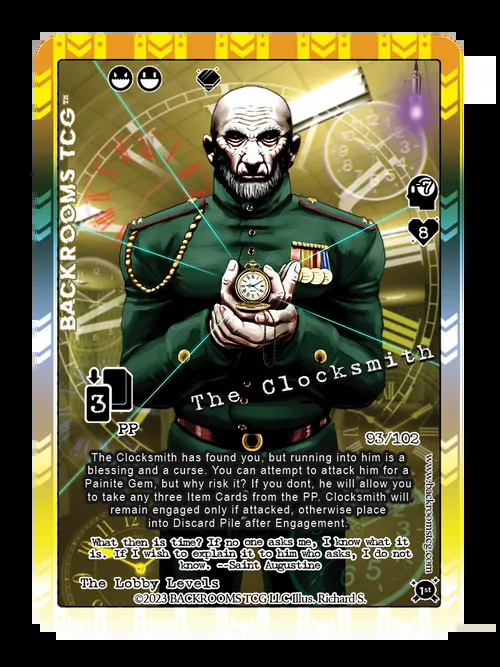 BACKROOMS TCG™
7
8
The Clocksmith
3
PP
93/102
The Clocksmith has found you, but running into him is a
blessing and a curse. You can attempt to attack him for a
Painite Gem, but why risk it? If you dont, he will allow you
to take any three Item Cards from the PP. Clocksmith will
remain engaged only if attacked, otherwise place
into Discard Pile after Engagement.
www.backroomstcg.com
What then is time? If no one asks me, I know what it
is. If I wish to explain it to him who asks, I do not
know. --Saint Augustine
The Lobby Levels
©2023 BACKROOMS TCG LLC Illus. Richard S.
1st